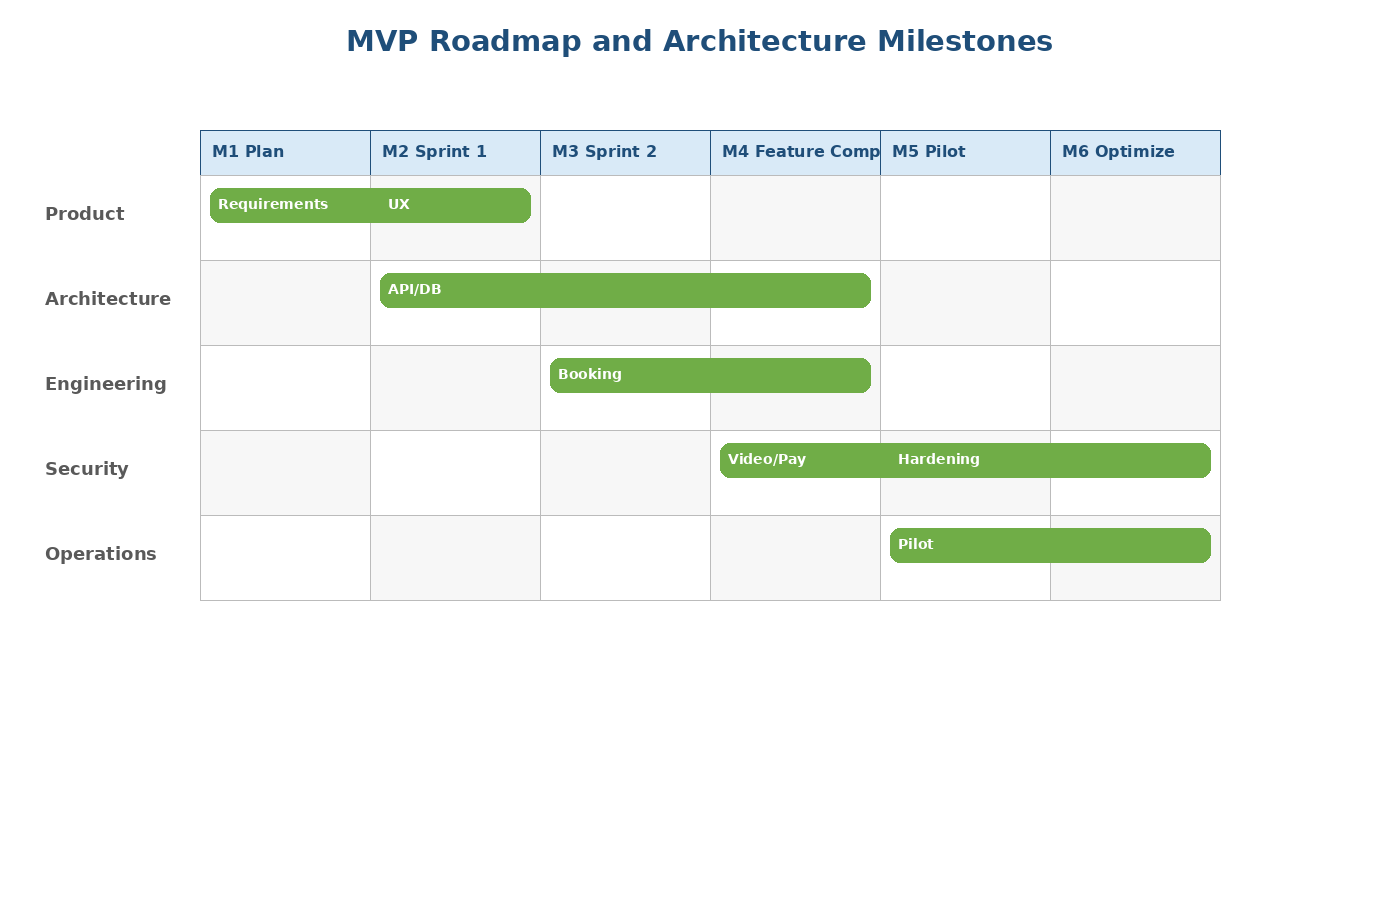 MVP Roadmap and Architecture Milestones
M1 Plan M2 Sprint 1 M3 Sprint 2 M4 Feature Comp M5 Pilot M6 Optimize
Product Requirements UX
Architecture API/DB
Engineering Booking
Security Video/Pay Hardening
Operations Pilot